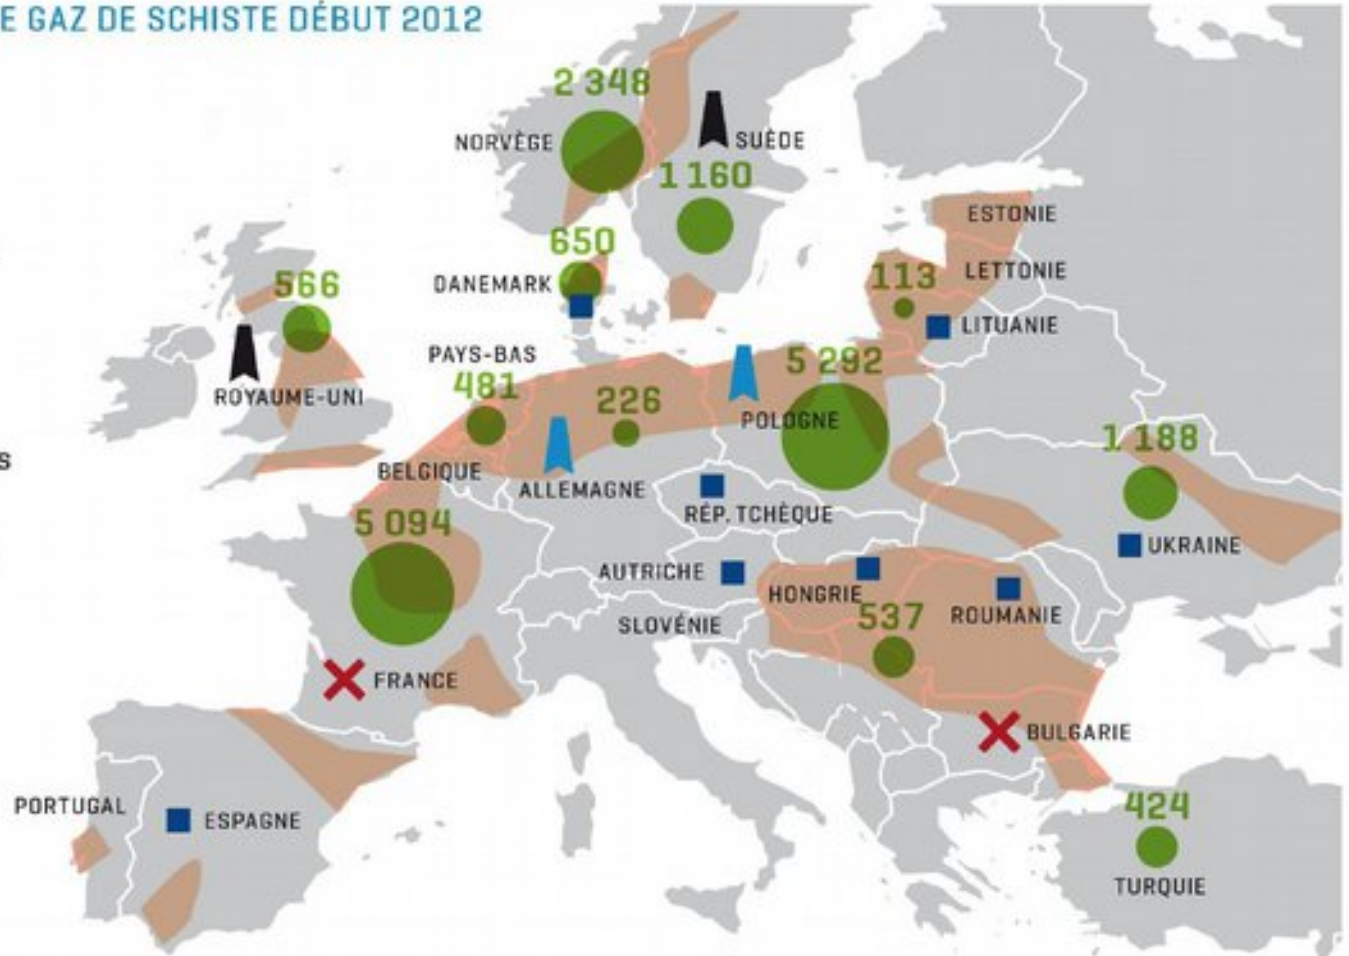 E GAZ DE SCHISTE DÉBUT 2012
2 348
NORVÈGE
SUÈDE
1 160
ESTONIE
650
LETTONIE
DANEMARK
113
566
LITUANIE
PAYS-BAS
5 292
481
226
ROYAUME-UNI
POLOGNE
1 188
S
BELGIQUE
ALLEMAGNE
RÉP. TCHÈQUE
5 094
UKRAINE
AUTRICHE
HONGRIE
ROUMANIE
537
SLOVÉNIE
FRANCE
BULGARIE
PORTUGAL
ESPAGNE
424
TURQUIE